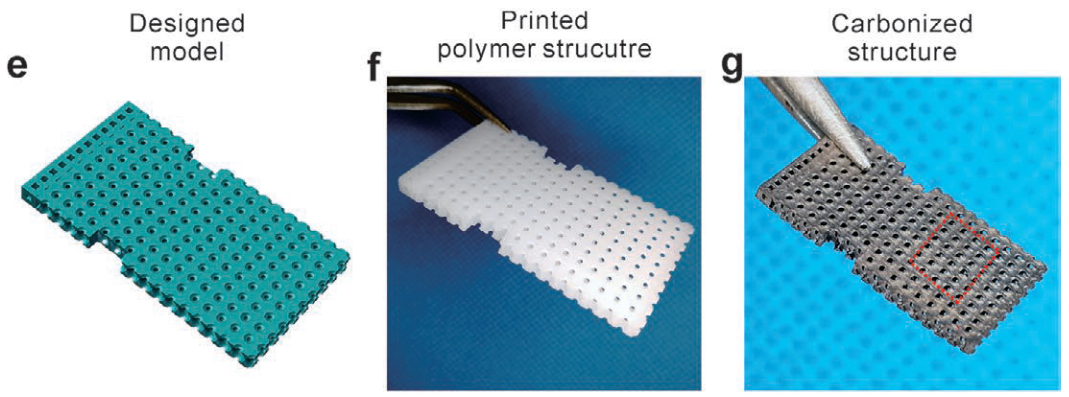 Designed
model
Printed
polymer strucutre
Carbonized
structure
e
f
g